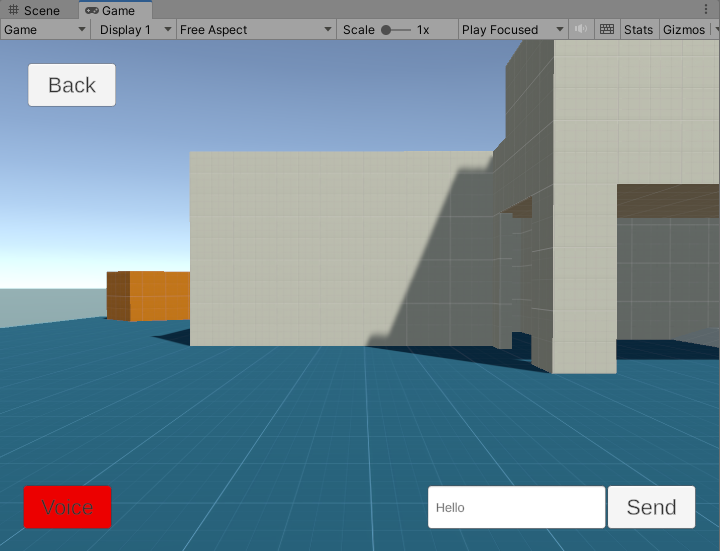 Scene
Game
Game
Display 1
Free Aspect
Scale
1x
Play Focused
Stats
Gizmos
Back
Voice
Hello
Send